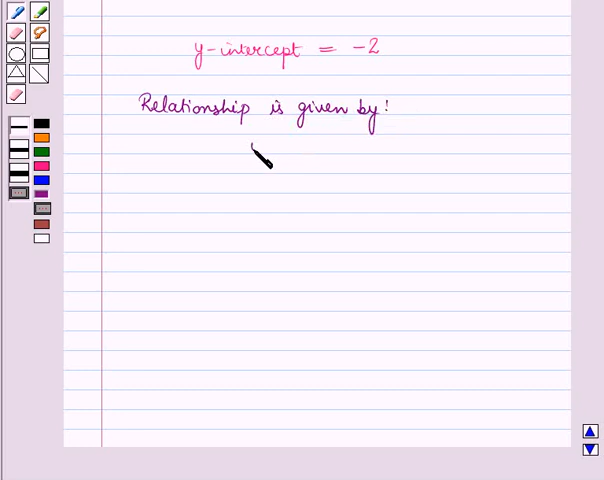 y-intercept = -2
Relationship is given by: